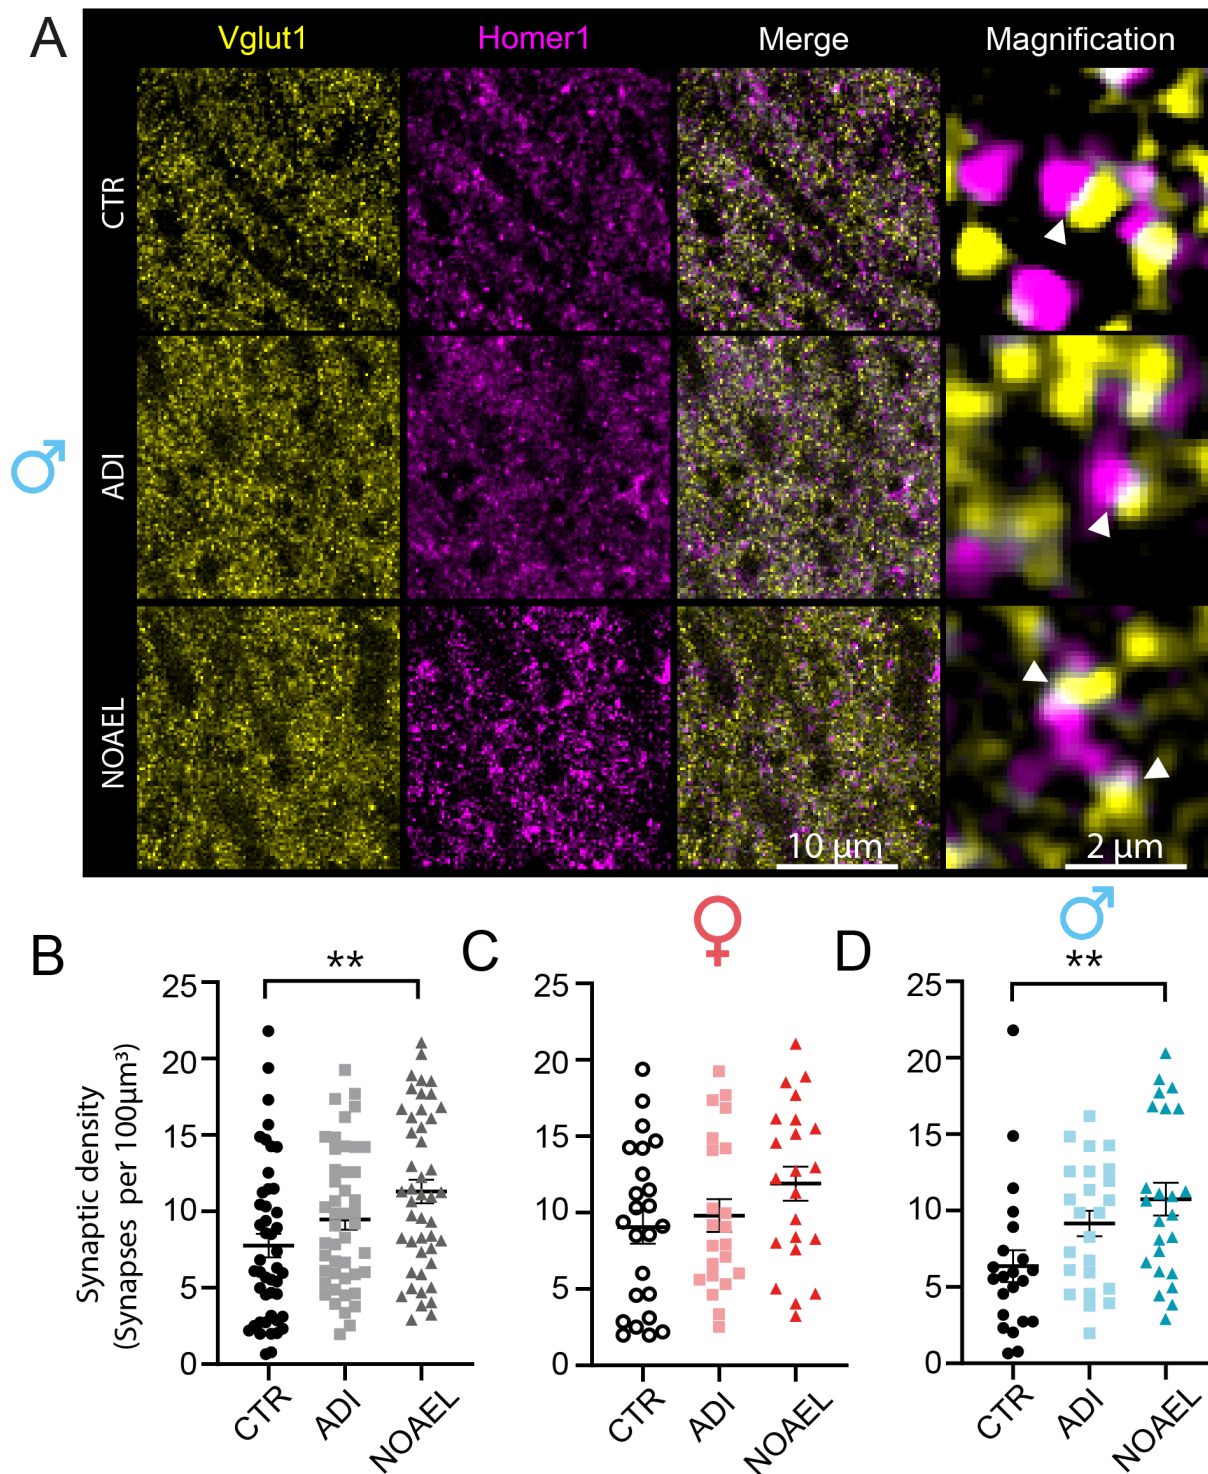 A
Vglut1 Homer1 Merge Magnification
CTR
ADI
NOAEL
10 µm 2 µm
B
**
C
D
**
Synaptic density
(Synapses per 100µm³)
25
20
15
10
5
0
CTR ADI NOAEL
25
20
15
10
5
0
CTR ADI NOAEL
25
20
15
10
5
0
CTR ADI NOAEL